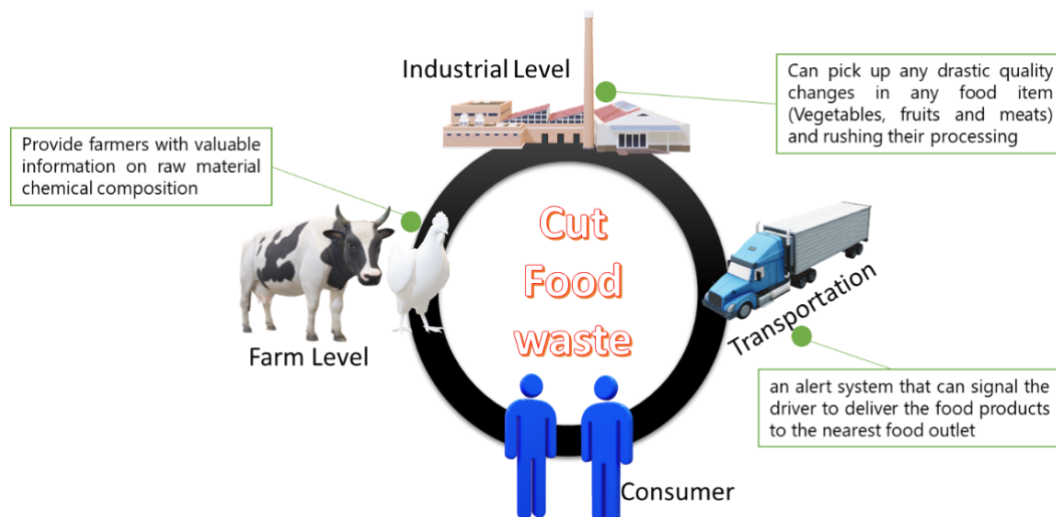 Industrial Level
Can pick up any drastic quality
changes in any food item
(Vegetables, fruits and meats)
and rushing their processing
Provide farmers with valuable
information on raw material
chemical composition
Cut
Food
waste
Farm Level
Transportation
an alert system that can signal the
driver to deliver the food products
to the nearest food outlet
Consumer